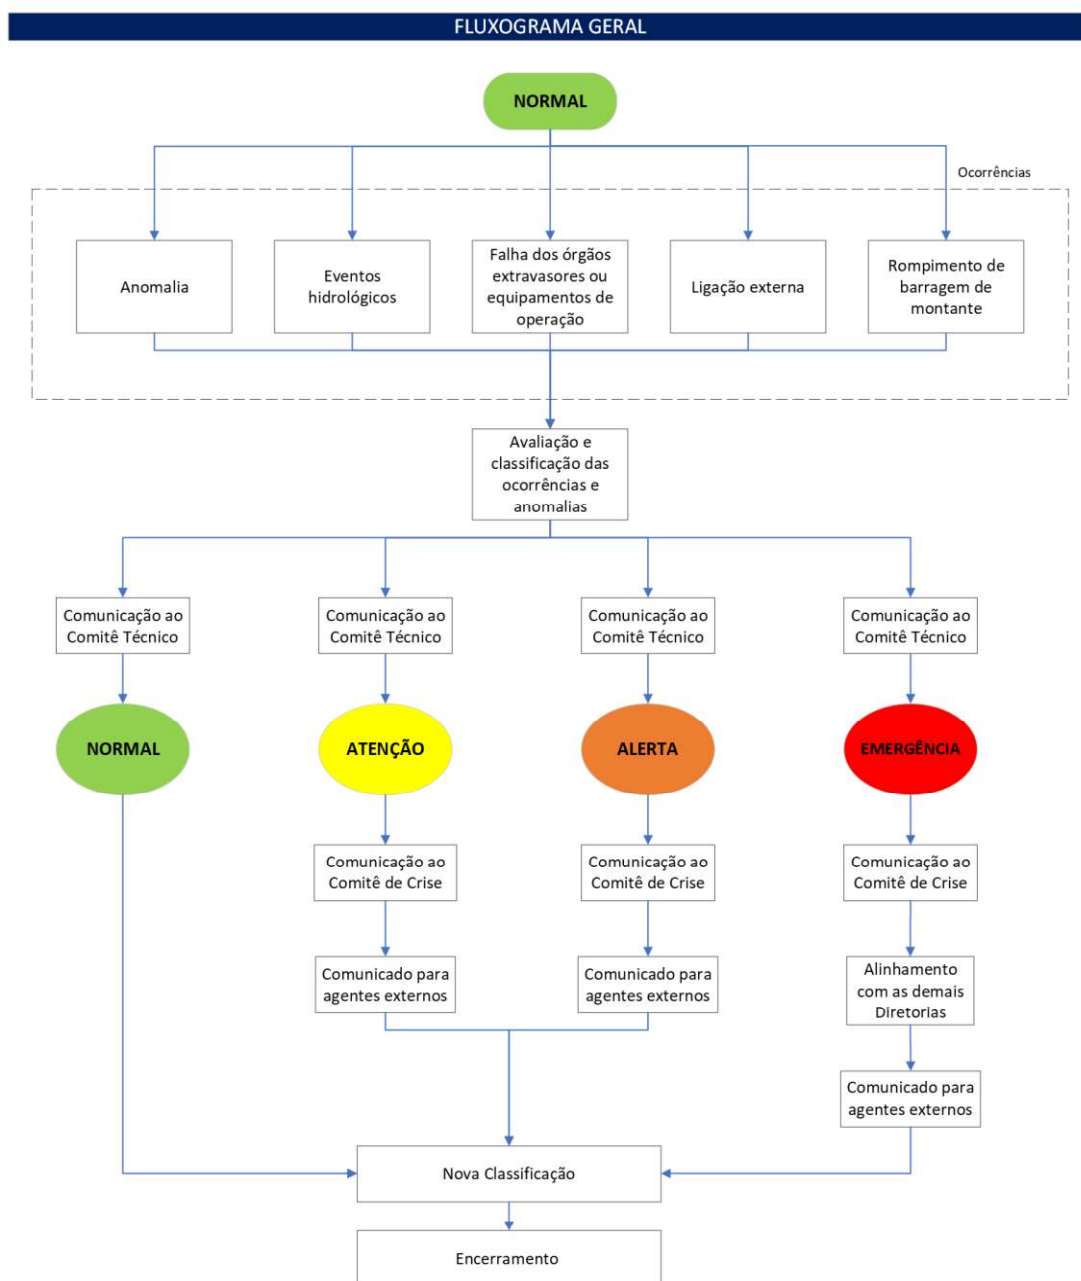 FLUXOGRAMA GERAL
NORMAL
Ocorrências
Anomalia
Eventos
hidrológicos
Falha dos órgãos
extravasores ou
equipamentos de
operação
Ligação externa
Rompimento de
barragem de
montante
Avaliação e
classificação das
ocorrências e
anomalias
Comunicação ao
Comitê Técnico
Comunicação ao
Comitê Técnico
Comunicação ao
Comitê Técnico
Comunicação ao
Comitê Técnico
NORMAL
ATENÇÃO
ALERTA
EMERGÊNCIA
Comunicação ao
Comitê de Crise
Comunicação ao
Comitê de Crise
Comunicação ao
Comitê de Crise
Comunicado para
agentes externos
Comunicado para
agentes externos
Alinhamento
com as demais
Diretorias
Comunicado para
agentes externos
Nova Classificação
Encerramento